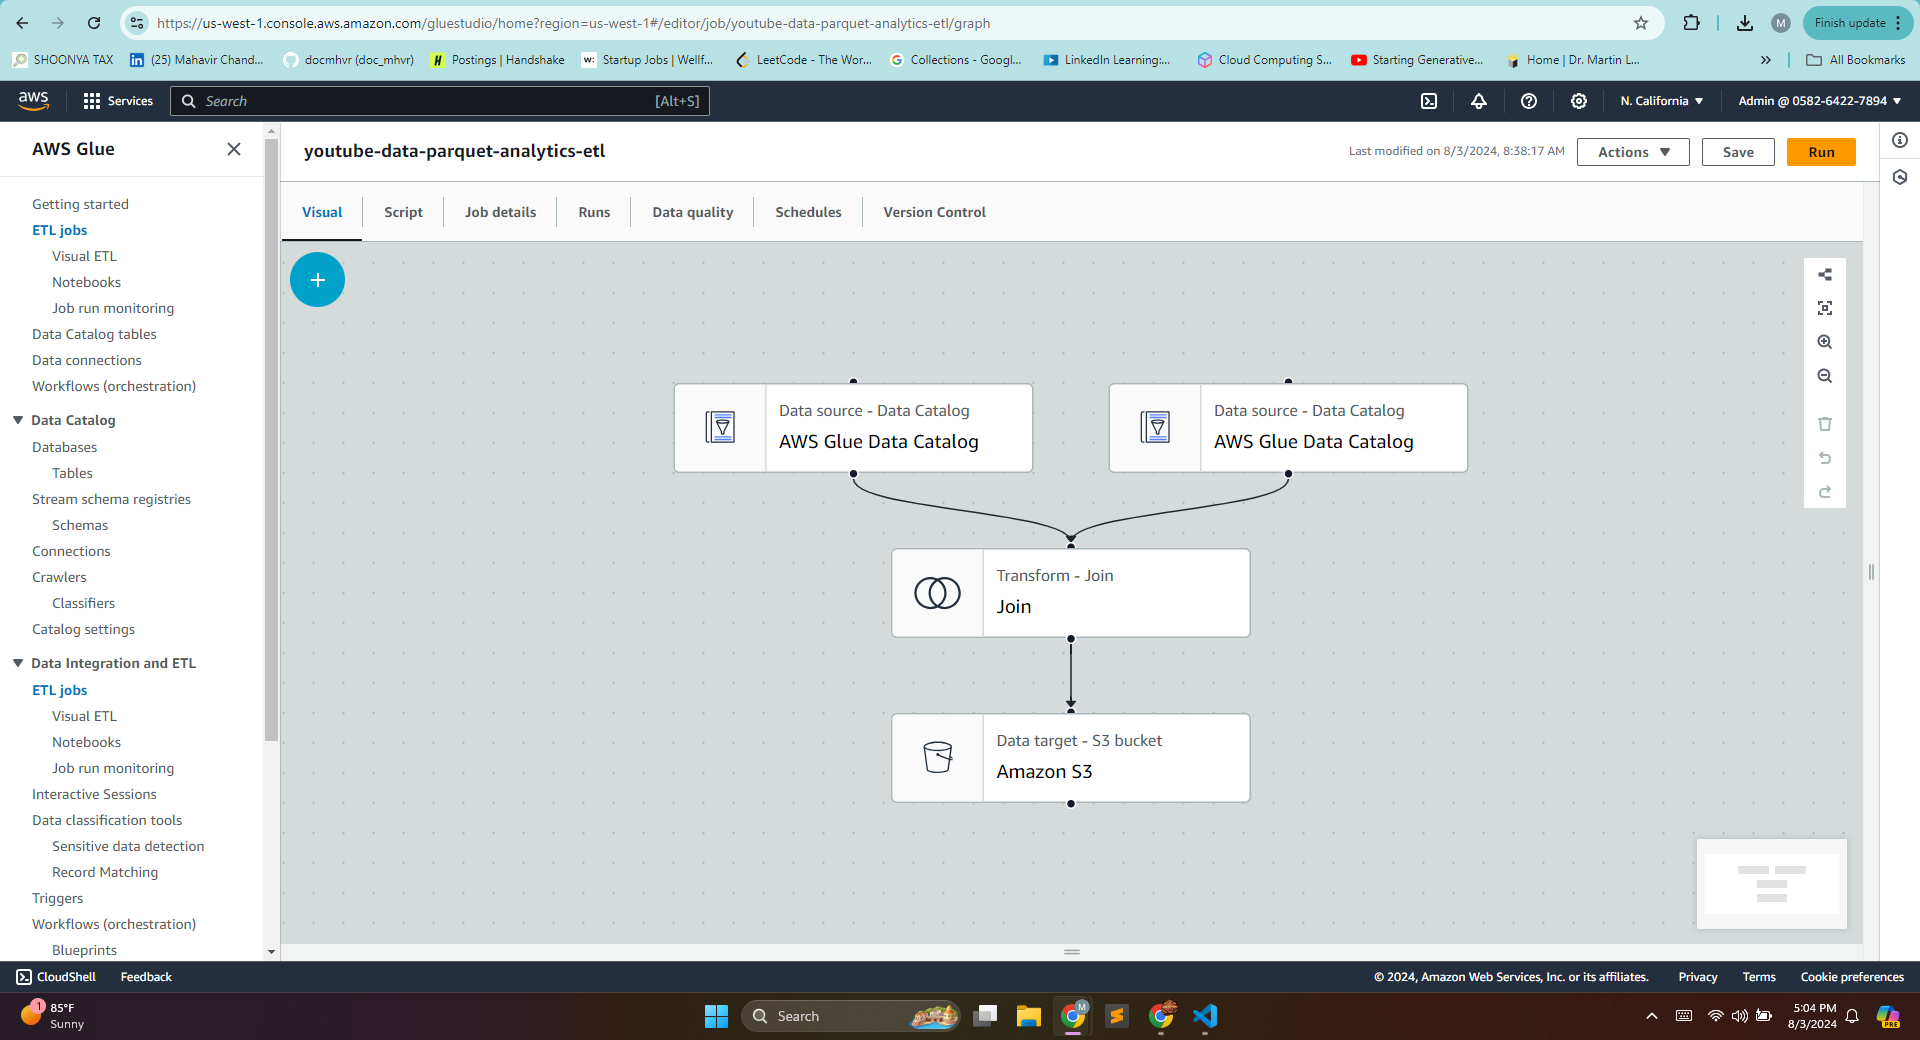 https://us-west-1.console.aws.amazon.com/gluestudio/home?region=us-west-1#/editor/job/youtube-data-parquet-analytics-etl/graph
M
Finish update
SHOONYA TAX
(25) Mahavir Chand...
docmhvr (doc_mhvr)
Postings | Handshake
Startup Jobs | Wellf...
LeetCode - The Wor...
Collections - Googl...
LinkedIn Learning:...
Cloud Computing S...
Starting Generative...
Home | Dr. Martin L...
All Bookmarks
aws
Services
Search
[Alt+S]
N. California
Admin @ 0582-6422-7894
AWS Glue
Getting started
ETL jobs
Visual ETL
Notebooks
Job run monitoring
Data Catalog tables
Data connections
Workflows (orchestration)
Data Catalog
Databases
Tables
Stream schema registries
Schemas
Connections
Crawlers
Classifiers
Catalog settings
Data Integration and ETL
ETL jobs
Visual ETL
Notebooks
Job run monitoring
Interactive Sessions
Data classification tools
Sensitive data detection
Record Matching
Triggers
Workflows (orchestration)
Blueprints
youtube-data-parquet-analytics-etl
Last modified on 8/3/2024, 8:38:17 AM
Actions
Save
Run
Visual
Script
Job details
Runs
Data quality
Schedules
Version Control
Data source - Data Catalog
AWS Glue Data Catalog
Data source - Data Catalog
AWS Glue Data Catalog
Transform - Join
Join
Data target - S3 bucket
Amazon S3
CloudShell
Feedback
© 2024, Amazon Web Services, Inc. or its affiliates.
Privacy
Terms
Cookie preferences
1
85°F
Sunny
Search
M
5:04 PM
8/3/2024
PRE